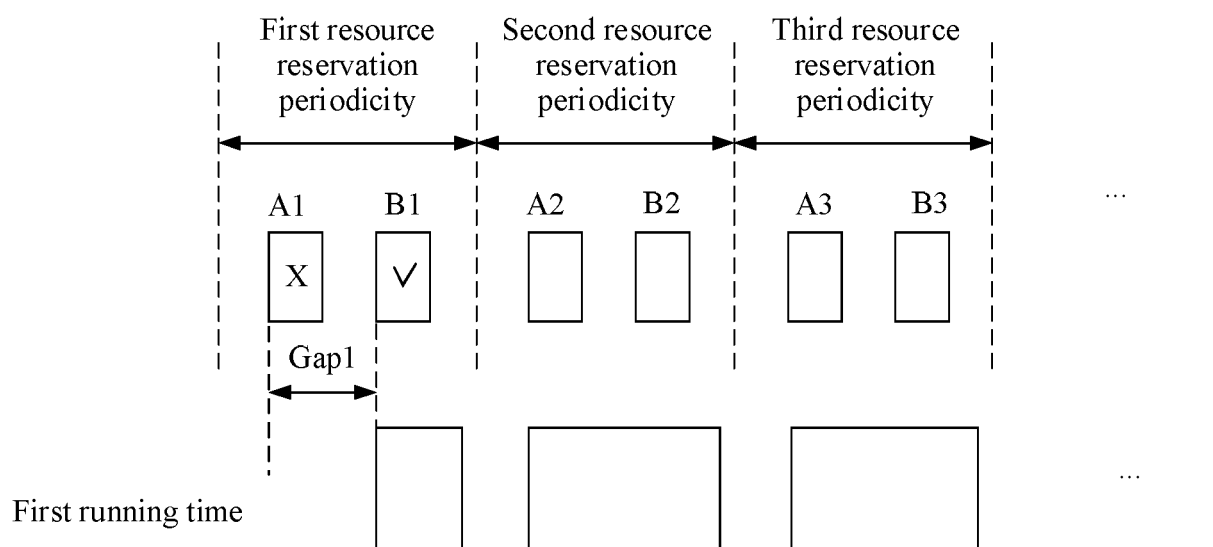 First resource
reservation
periodicity
Second resource
reservation
periodicity
Third resource
reservation
periodicity
A1
B1
A2
B2
A3
B3
...
X
Gap1
...
First running time